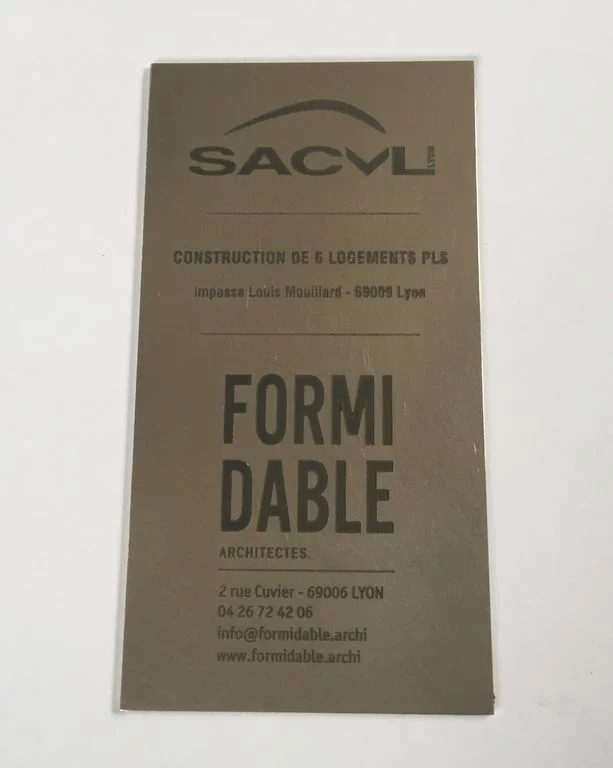 SACVL
LYON
CONSTRUCTION DE 6 LOGEMENTS PLS
impasse Louis Mouillard - 69009 Lyon
FORMI
DABLE
ARCHITECTES.
2 rue Cuvier - 69006 LYON
04 26 72 42 06
info@formidable.archi
www.formidable.archi